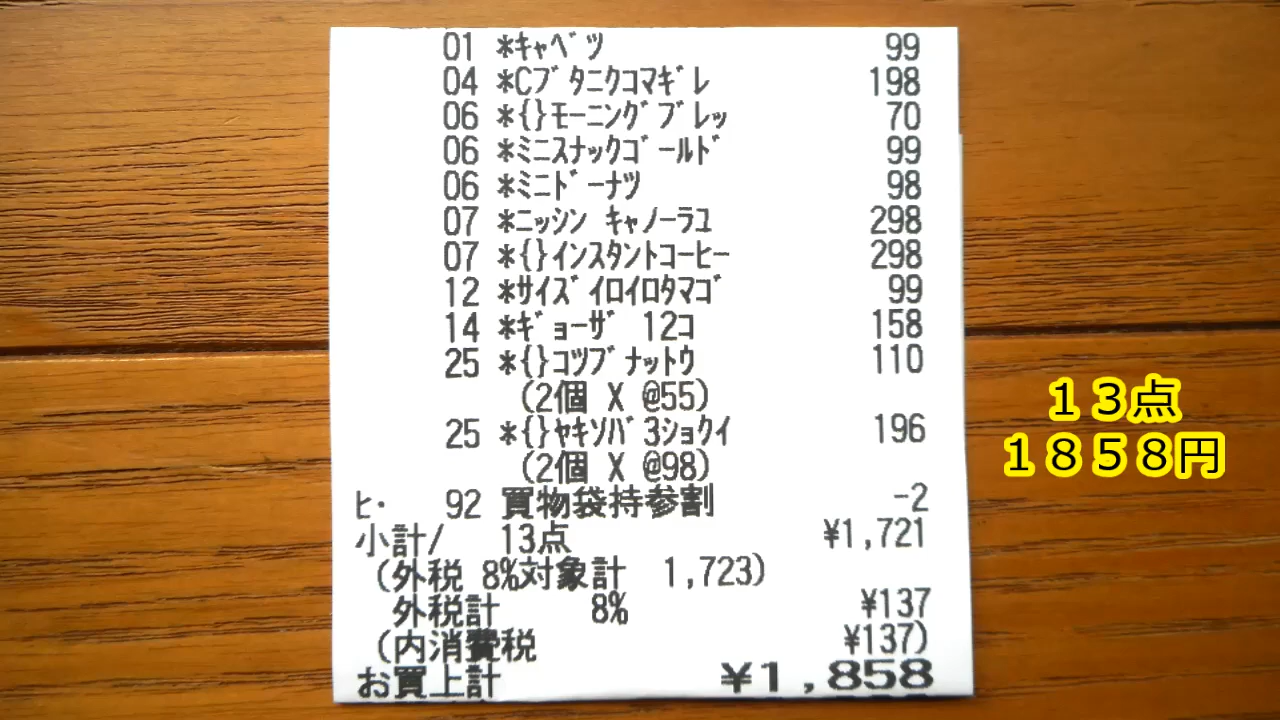 01 *ｷｬﾍﾞﾂ 99
04 *Cﾌﾞﾀﾆｸｺﾏｷﾞﾚ 198
06 *{}ﾓｰﾆﾝｸﾞﾌﾞﾚｯ 70
06 *ﾐﾆｽﾅｯｸｺﾞｰﾙﾄﾞ 99
06 *ﾐﾆﾄﾞｰﾅﾂ 98
07 *ﾆｯｼﾝ ｷｬﾉｰﾗﾕ 298
07 *{}ｲﾝｽﾀﾝﾄｺｰﾋｰ 298
12 *ｻｲｽﾞｲﾛｲﾛﾀﾏｺﾞ 99
14 *ｷﾞｮｰｻﾞ 12ｺ 158
25 *{}ｺﾂﾌﾞﾅｯﾄｳ 110
(2個 X @55)
25 *{}ﾔｷｿﾊﾞ3ｼｮｸｲ 196
(2個 X @98)
ﾋ･ 92 買物袋持参割 -2
小計/ 13点 ¥1,721
(外税 8%対象計 1,723)
外税計 8% ¥137
(内消費税 ¥137)
お買上計 ¥1,858
１３点
１８５８円